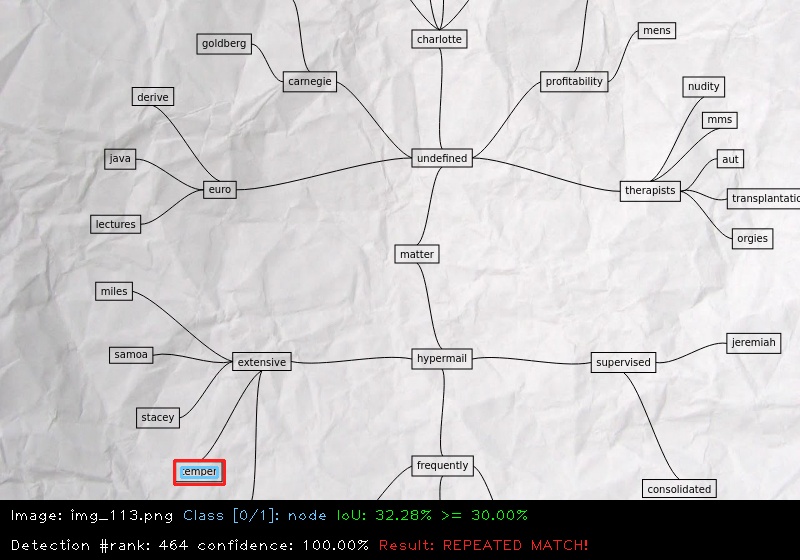 charlotte
mens
goldberg
carnegie
profitability
nudity
derive
mms
java
undefined
aut
euro
therapists
lectures
orgies
matter
miles
jeremiah
samoa
extensive
hypermail
supervised
stacey
frequently
consolidated
Image: img_113.png Class [0/1]: node IoU: 32.28% >= 30.00%
Detection #rank: 464 confidence: 100.00% Result: REPEATED MATCH!